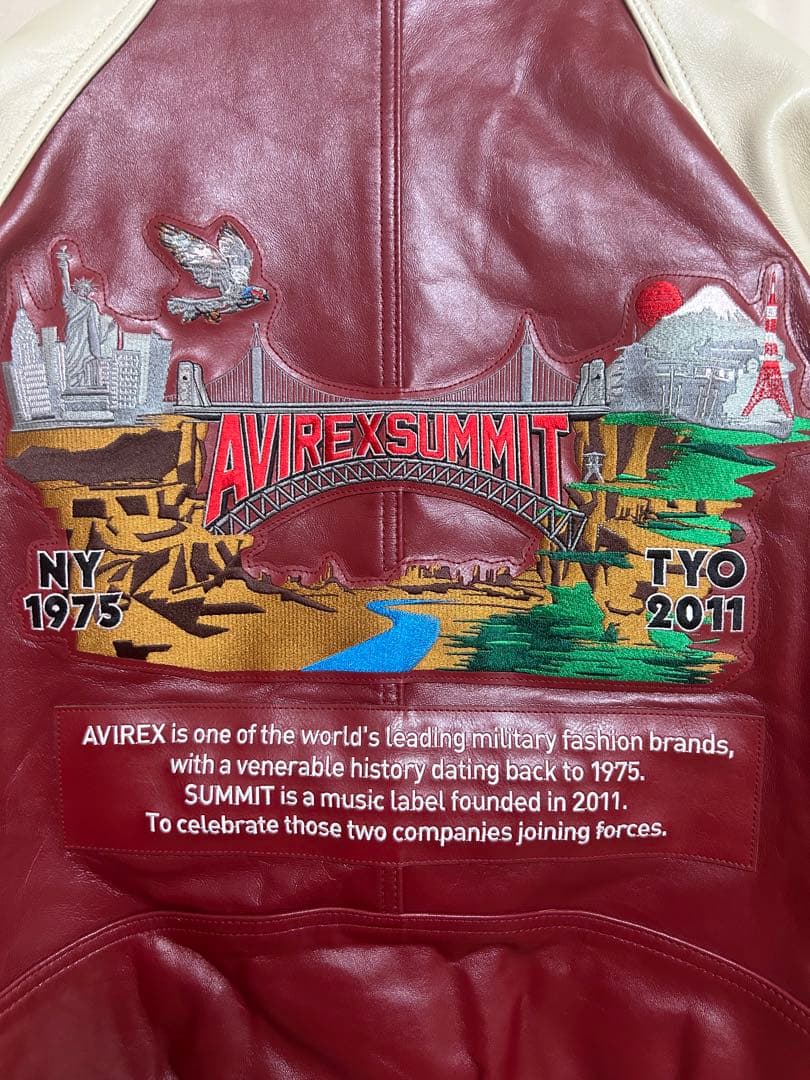 AVIREXSUMMIT
NY
1975
TYO
2011
AVIREX is one of the world's leading military fashion brands,
with a venerable history dating back to 1975.
SUMMIT is a music label founded in 2011.
To celebrate those two companies joining forces.